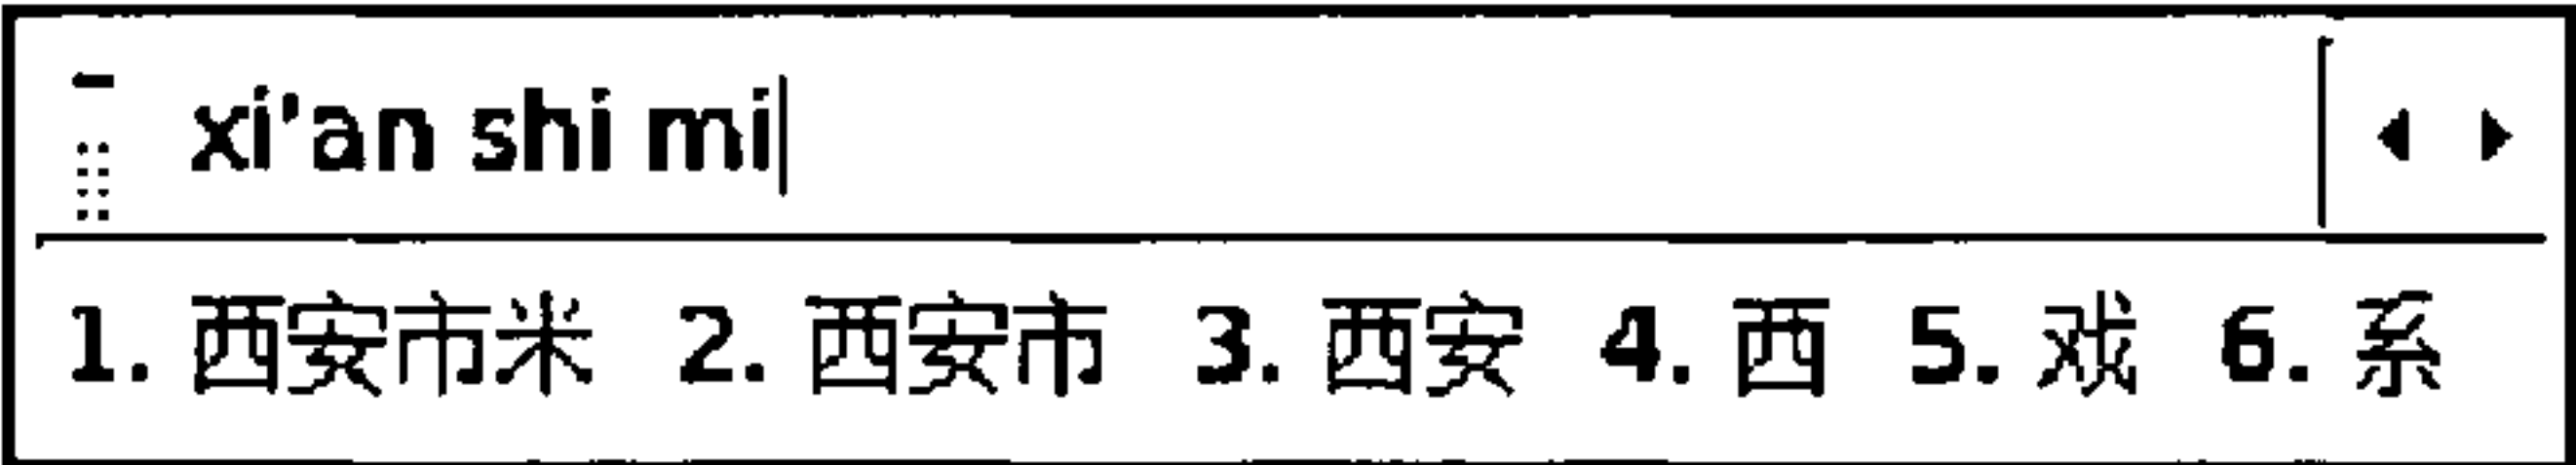 xi'an shi mi
1. 西安市米 2. 西安市 3. 西安 4. 西 5. 戏 6. 系